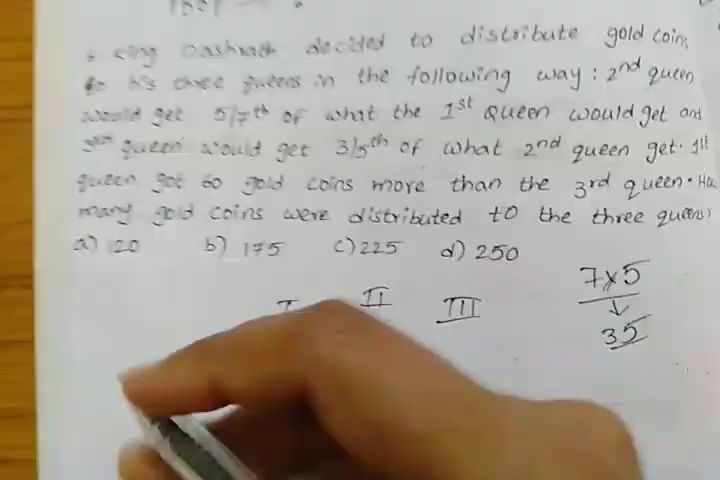 King Dashrath decided to distribute gold coins
his three queens in the following way: 2nd queen
would get 5/7th of what the 1st Queen would get and
3rd queen would get 3/5th of what 2nd queen get. 1st
queen got 60 gold coins more than the 3rd queen.
many gold coins were distributed to the three queens
a) 120 b) 175 c) 225 d) 250
7x5
I II III
35